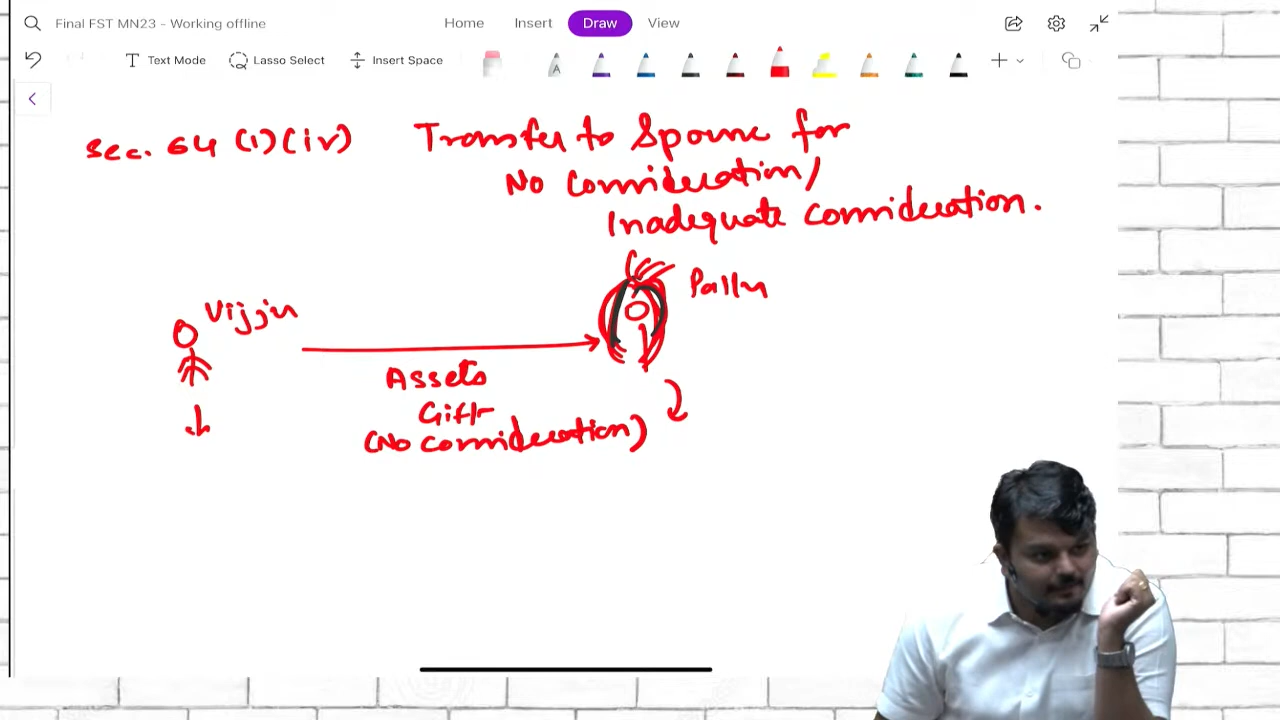 Final FST MN23 - Working offline
Home Insert Draw View
Text Mode Lasso Select Insert Space
A
Sec. 64 (1)(iv) Transfer to Spouse for
No Consideration/
Inadequate consideration.
Vijju
Pallu
Assets
Gift
(No consideration)